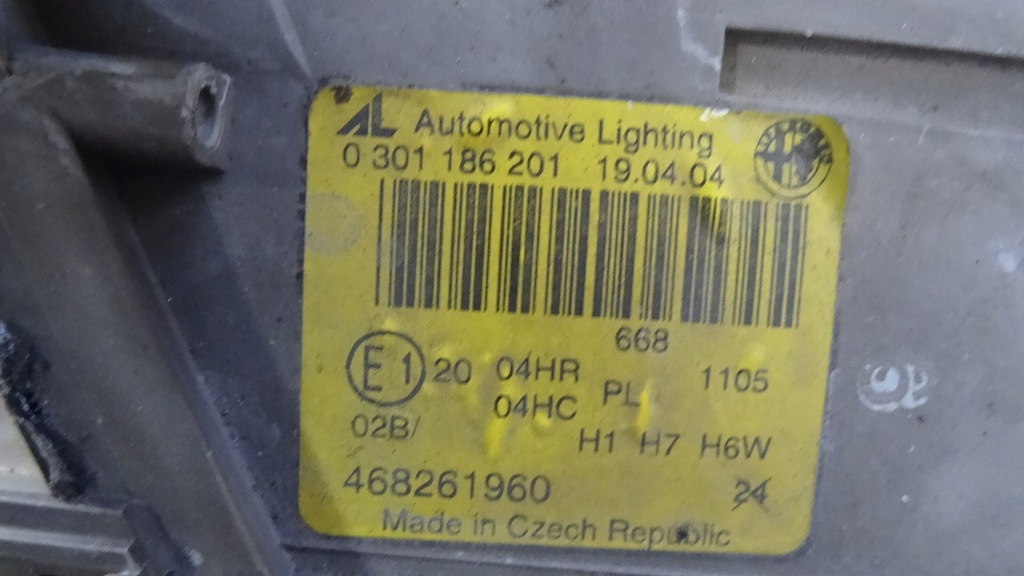 AL Automotive Lighting
0 301 186 201 19.04.04
668
E1 20 04HR PL 1105
04HC
02B/ H1 H7 H6W
468261960 24
Made in Czech Republic